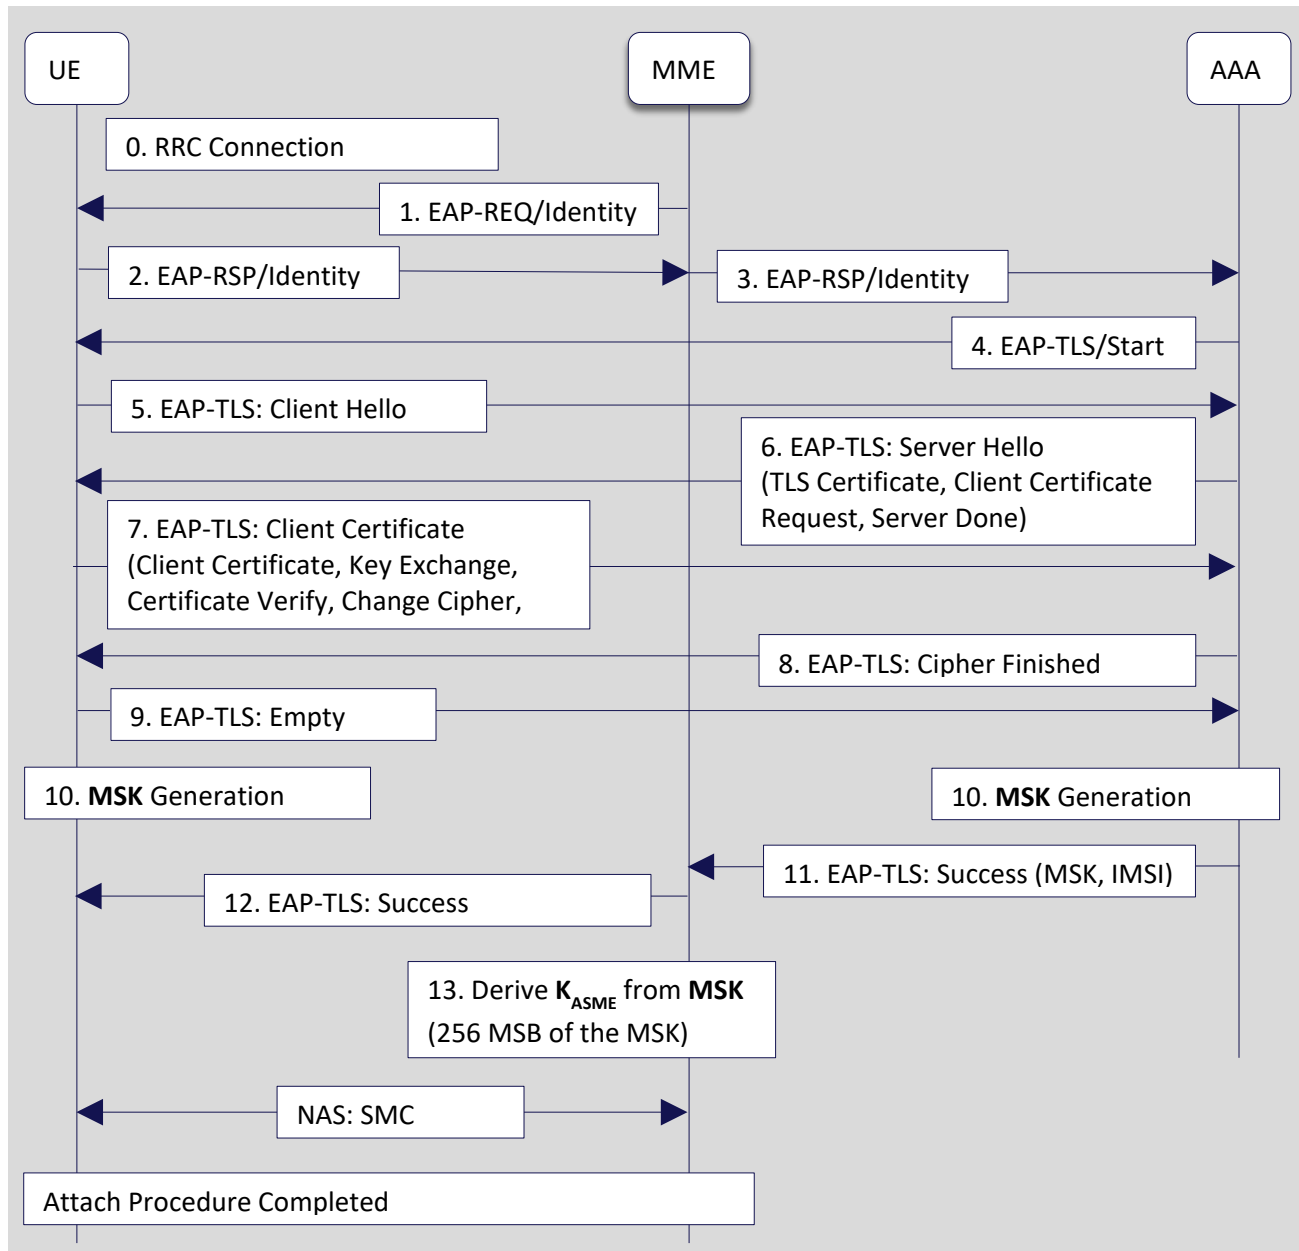 UE
MME
AAA
0. RRC Connection
1. EAP-REQ/Identity
2. EAP-RSP/Identity
3. EAP-RSP/Identity
4. EAP-TLS/Start
5. EAP-TLS: Client Hello
6. EAP-TLS: Server Hello
(TLS Certificate, Client Certificate
Request, Server Done)
7. EAP-TLS: Client Certificate
(Client Certificate, Key Exchange,
Certificate Verify, Change Cipher,
8. EAP-TLS: Cipher Finished
9. EAP-TLS: Empty
10. MSK Generation
10. MSK Generation
11. EAP-TLS: Success (MSK, IMSI)
12. EAP-TLS: Success
13. Derive KASME from MSK
(256 MSB of the MSK)
NAS: SMC
Attach Procedure Completed